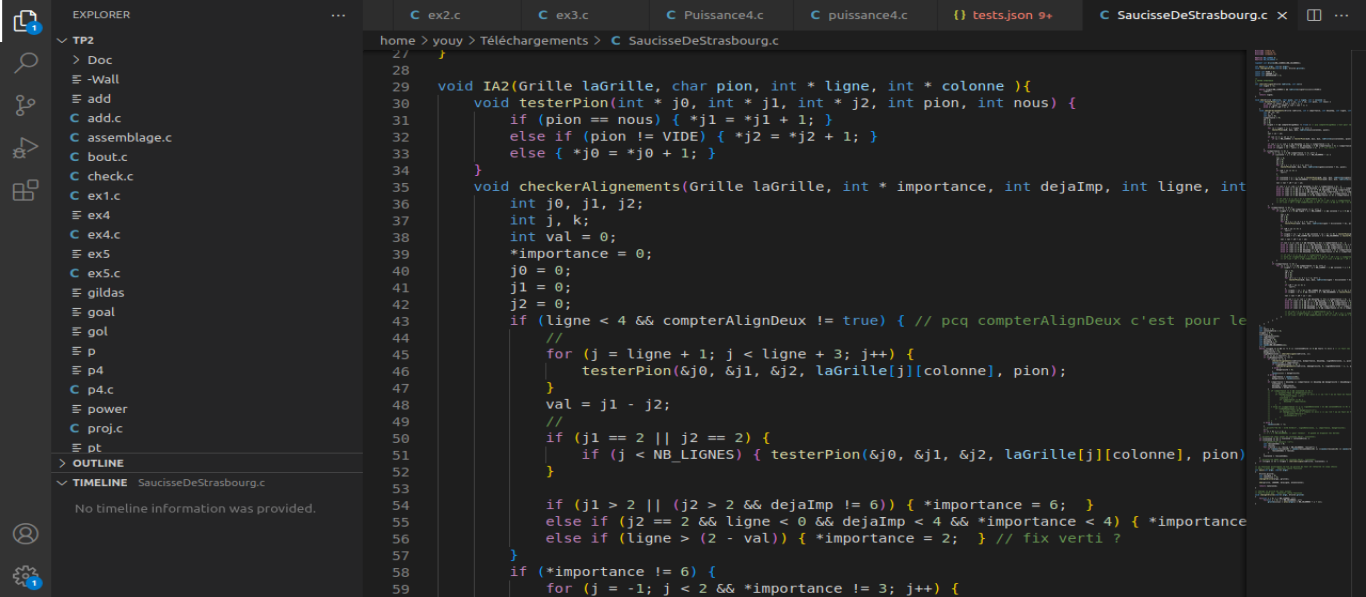 EXPLORER
TP2
Doc
-Wall
add
C add.c
C assemblage.c
C bout.c
C check.c
C ex1.c
ex4
C ex4.c
ex5
C ex5.c
gildas
goal
gol
p
p4
C p4.c
power
C proj.c
pt
OUTLINE
TIMELINE SaucisseDeStrasbourg.c
No timeline information was provided.
1
1
C ex2.c C ex3.c C Puissance4.c C puissance4.c {} tests.json 9+ C SaucisseDeStrasbourg.c
home > youy > Téléchargements > C SaucisseDeStrasbourg.c
27 }
28
29 void IA2(Grille laGrille, char pion, int * ligne, int * colonne ){
30 void testerPion(int * j0, int * j1, int * j2, int pion, int nous) {
31 if (pion == nous) { *j1 = *j1 + 1; }
32 else if (pion != VIDE) { *j2 = *j2 + 1; }
33 else { *j0 = *j0 + 1; }
34 }
35 void checkerAlignements(Grille laGrille, int * importance, int dejaImp, int ligne, int
36 int j0, j1, j2;
37 int j, k;
38 int val = 0;
39 *importance = 0;
40 j0 = 0;
41 j1 = 0;
42 j2 = 0;
43 if (ligne < 4 && compterAlignDeux != true) { // pcq compterAlignDeux c'est pour le
44 //
45 for (j = ligne + 1; j < ligne + 3; j++) {
46 testerPion(&j0, &j1, &j2, laGrille[j][colonne], pion);
47 }
48 val = j1 - j2;
49 //
50 if (j1 == 2 || j2 == 2) {
51 if (j < NB_LIGNES) { testerPion(&j0, &j1, &j2, laGrille[j][colonne], pion)
52 }
53
54 if (j1 > 2 || (j2 > 2 && dejaImp != 6)) { *importance = 6; }
55 else if (j2 == 2 && ligne < 0 && dejaImp < 4 && *importance < 4) { *importance
56 else if (ligne > (2 - val)) { *importance = 2; } // fix verti ?
57 }
58 if (*importance != 6) {
59 for (j = -1; j < 2 && *importance != 3; j++) {